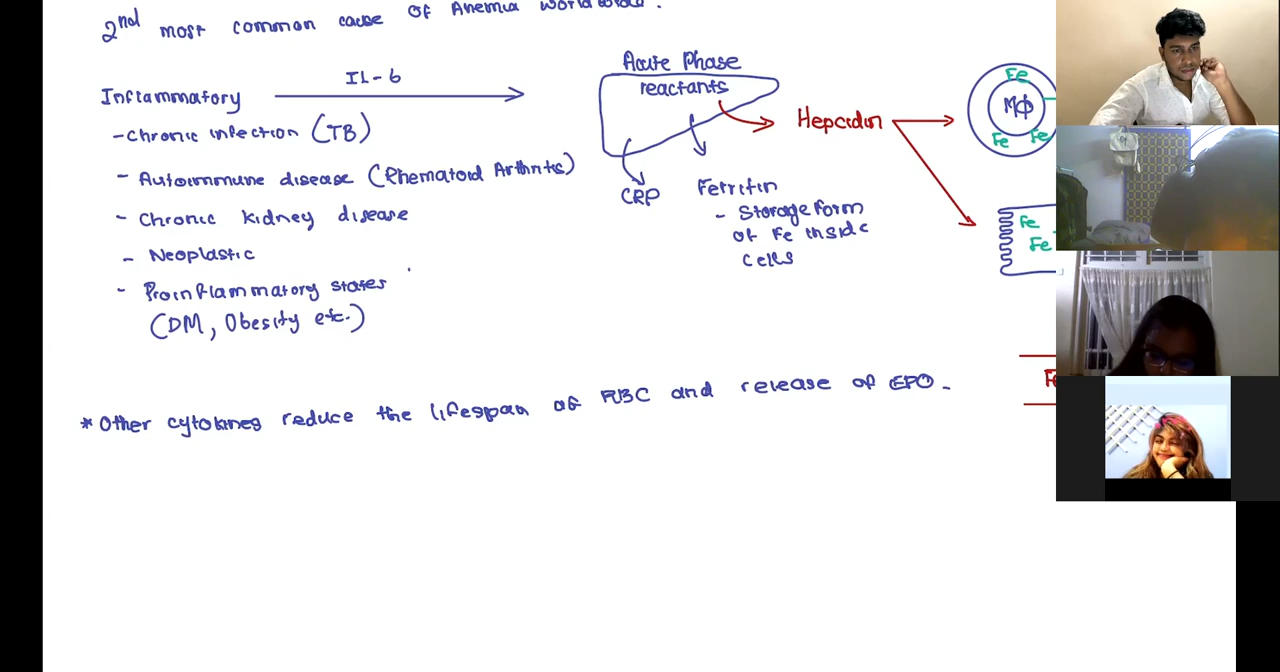 2nd most common cause of Anemia worldwide.
Inflammatory
IL-6
- Chronic infection (TB)
- Autoimmune disease (Rhematoid Arthritis)
- Chronic kidney disease
- Neoplastic
- Proinflammatory states
(DM, Obesity etc.)
Acute Phase
reactants
CRP
Ferritin
- Storage form
of Fe inside
cells
Hepcidin
Fe
Mϕ
Fe Fe
Fe
Fe
* Other cytokines reduce the lifespan of RBC and release of EPO.